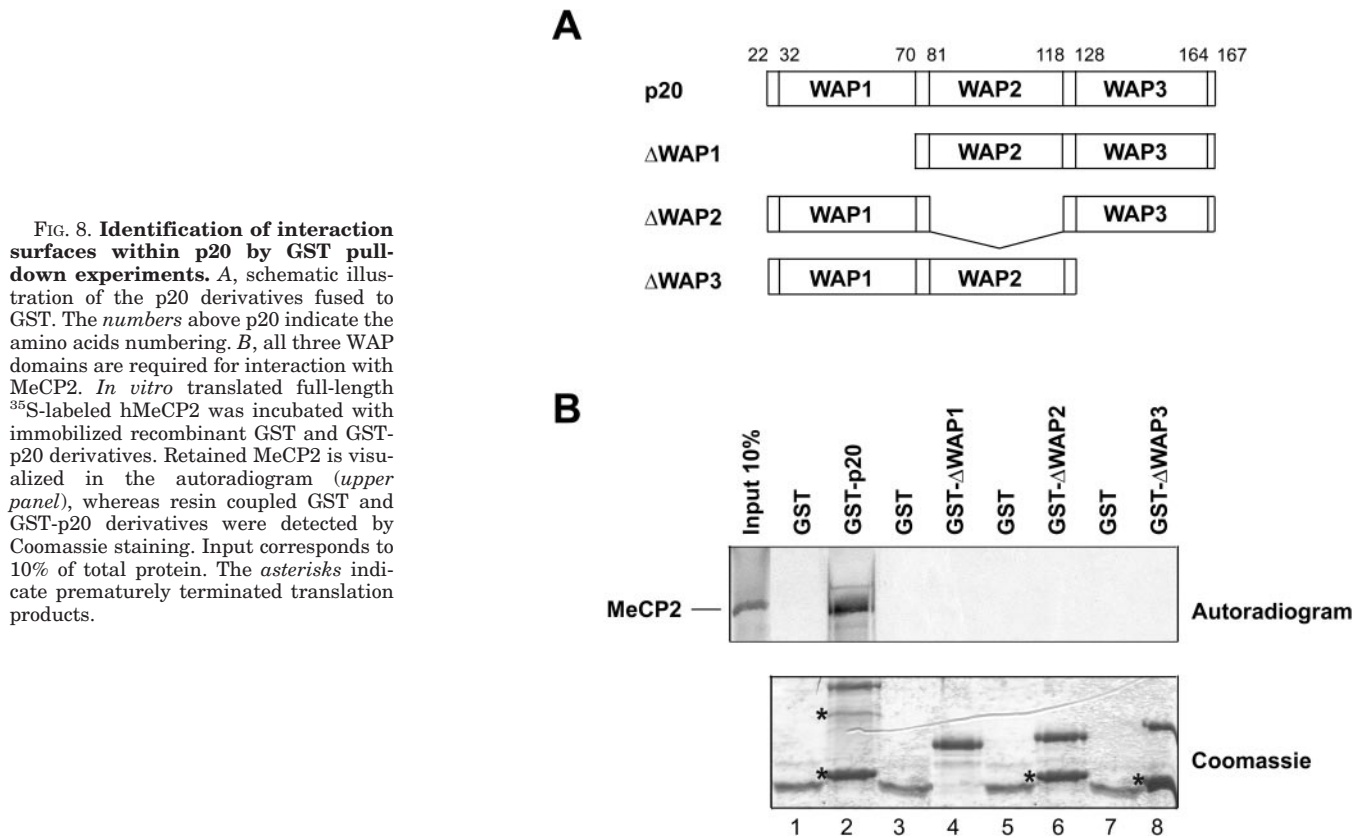 FIG. 8. Identification of interaction
surfaces within p20 by GST pull-
down experiments. A, schematic illus-
tration of the p20 derivatives fused to
GST. The numbers above p20 indicate the
amino acids numbering. B, all three WAP
domains are required for interaction with
MeCP2. In vitro translated full-length
³⁵S-labeled hMeCP2 was incubated with
immobilized recombinant GST and GST-
p20 derivatives. Retained MeCP2 is visu-
alized in the autoradiogram (upper
panel), whereas resin coupled GST and
GST-p20 derivatives were detected by
Coomassie staining. Input corresponds to
10% of total protein. The asterisks indi-
cate prematurely terminated translation
products.
A
22 32 70 81 118 128 164 167
p20 WAP1 WAP2 WAP3
ΔWAP1 WAP2 WAP3
ΔWAP2 WAP1 WAP3
ΔWAP3 WAP1 WAP2
B
Input 10% GST GST-p20 GST GST-ΔWAP1 GST GST-ΔWAP2 GST GST-ΔWAP3
MeCP2 Autoradiogram
*
* * *
Coomassie
1 2 3 4 5 6 7 8